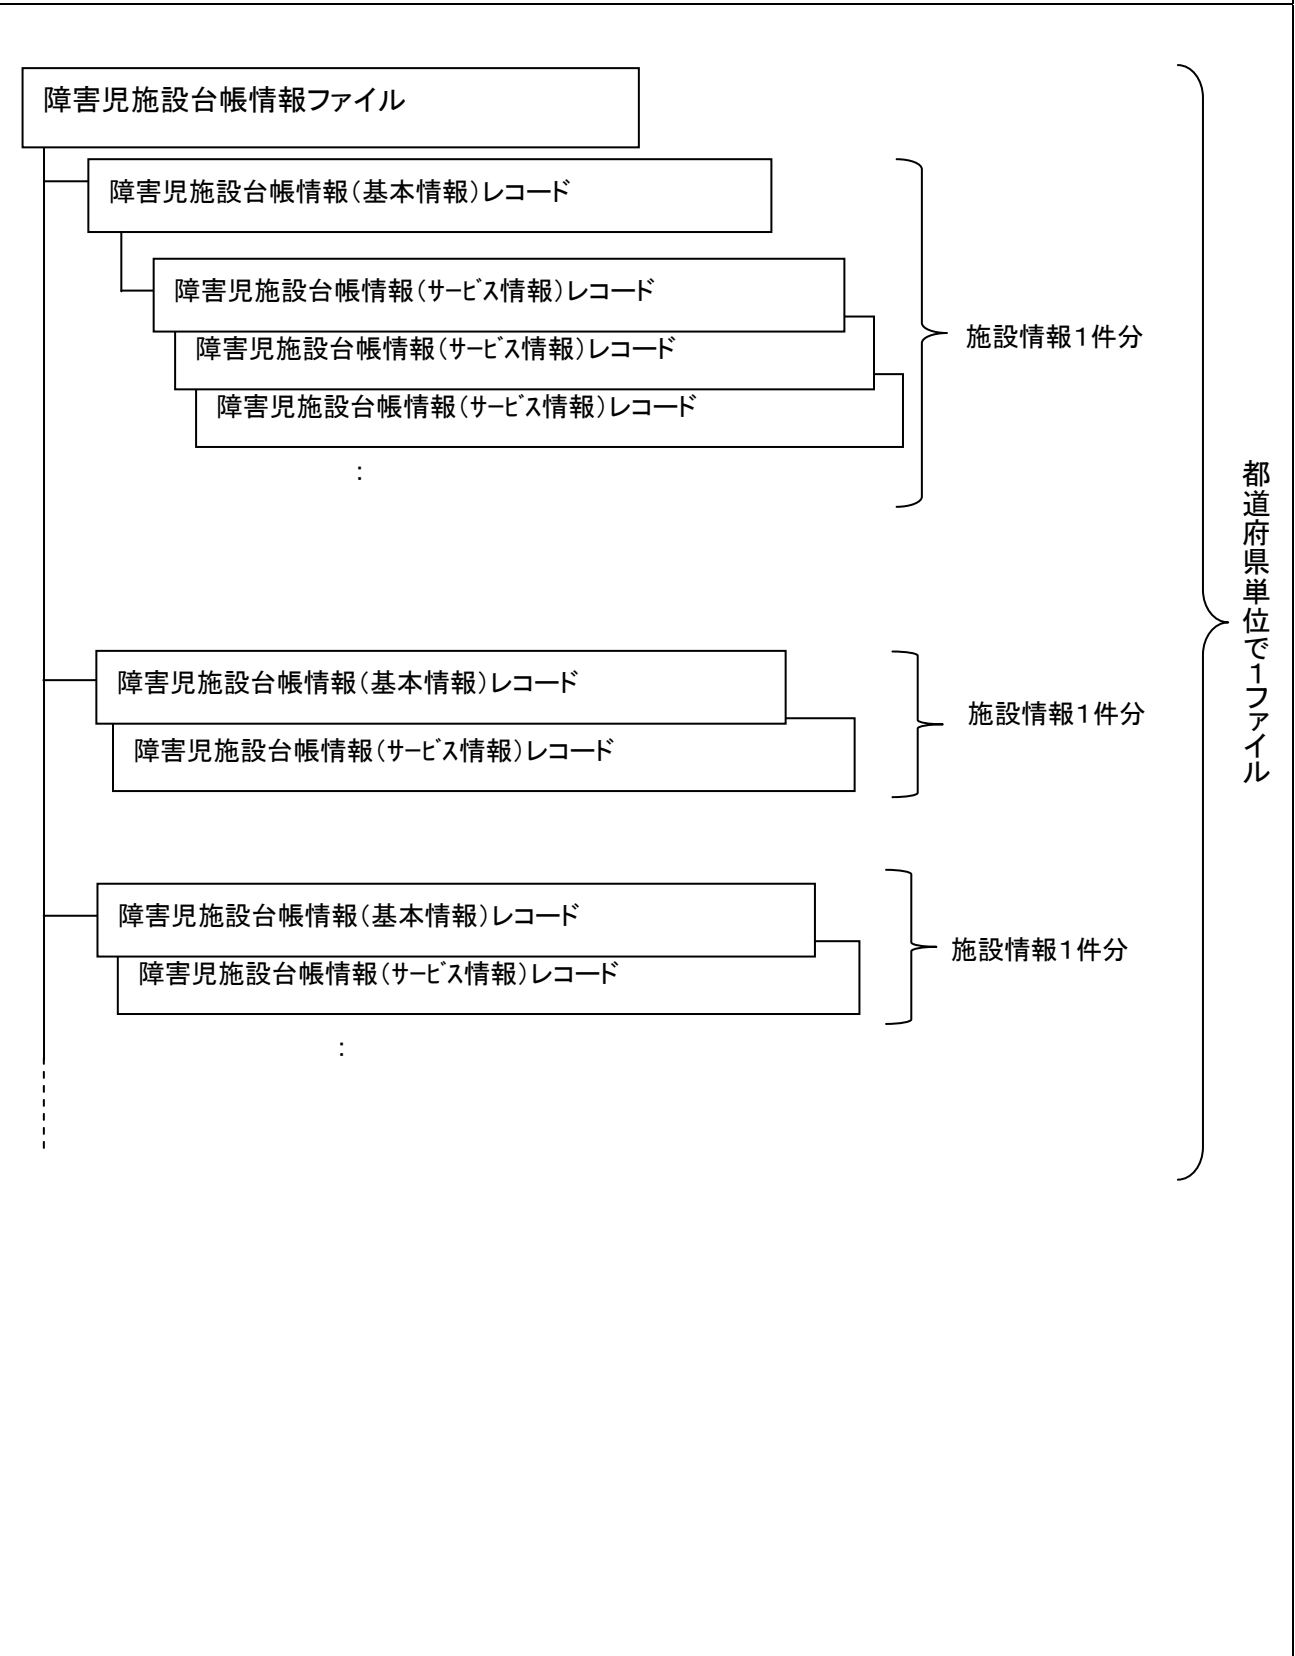 障害児施設台帳情報ファイル
障害児施設台帳情報（基本情報）レコード
障害児施設台帳情報（ｻｰﾋﾞｽ情報）レコード
障害児施設台帳情報（ｻｰﾋﾞｽ情報）レコード
障害児施設台帳情報（ｻｰﾋﾞｽ情報）レコード
：
施設情報１件分
障害児施設台帳情報（基本情報）レコード
障害児施設台帳情報（ｻｰﾋﾞｽ情報）レコード
施設情報１件分
障害児施設台帳情報（基本情報）レコード
障害児施設台帳情報（ｻｰﾋﾞｽ情報）レコード
：
施設情報１件分
都道府県単位で１ファイル